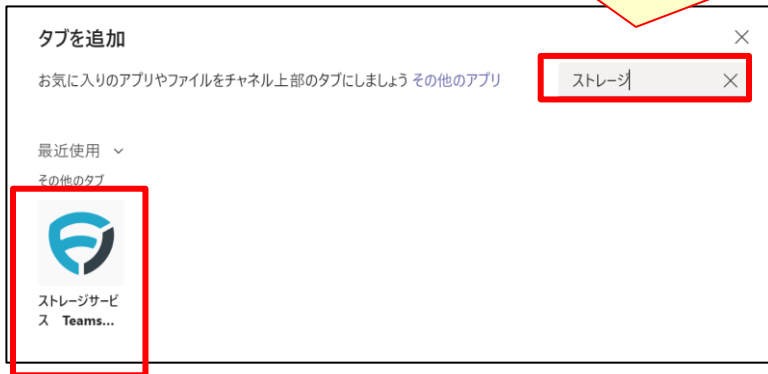 タブを追加
お気に入りのアプリやファイルをチャネル上部のタブにしましょう その他のアプリ
ストレージ
最近使用
その他のタブ
ストレージサービ
ス Teams...